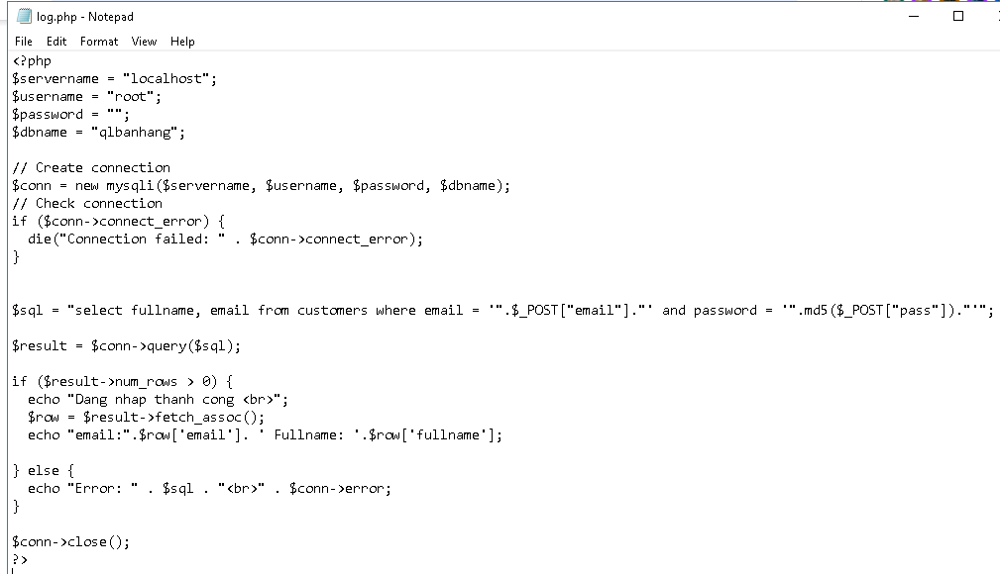 log.php - Notepad
File Edit Format View Help
<?php
$servername = "localhost";
$username = "root";
$password = "";
$dbname = "qlbanhang";
// Create connection
$conn = new mysqli($servername, $username, $password, $dbname);
// Check connection
if ($conn->connect_error) {
  die("Connection failed: " . $conn->connect_error);
}
$sql = "select fullname, email from customers where email = '".$_POST["email"]."' and password = '".md5($_POST["pass"])."'";
$result = $conn->query($sql);
if ($result->num_rows > 0) {
  echo "Dang nhap thanh cong <br>";
  $row = $result->fetch_assoc();
  echo "email:".$row['email']. ' Fullname: '.$row['fullname'];
} else {
  echo "Error: " . $sql . "<br>" . $conn->error;
}
$conn->close();
?>